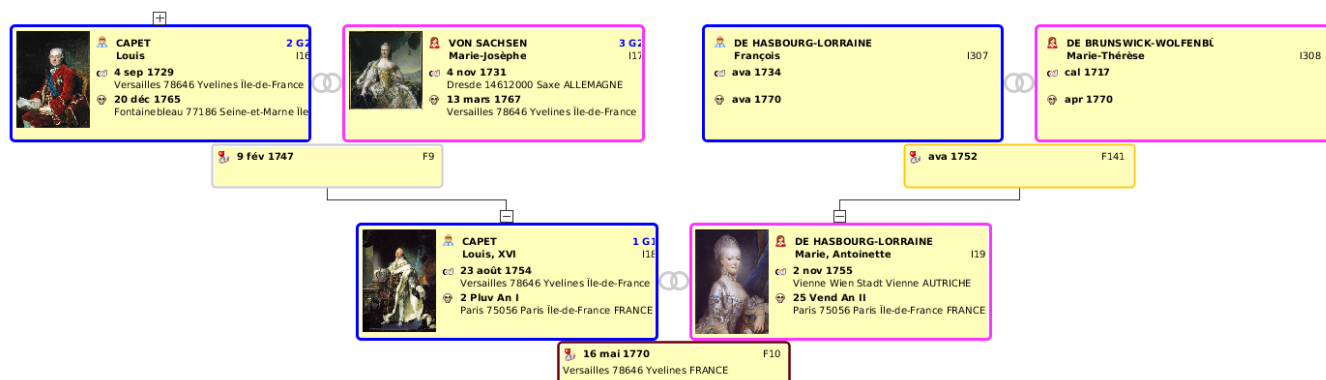 CAPET 2 G2
Louis I16
4 sep 1729
Versailles 78646 Yvelines Île-de-France
20 déc 1765
Fontainebleau 77186 Seine-et-Marne Île
VON SACHSEN 3 G2
Marie-Josèphe I17
4 nov 1731
Dresde 14612000 Saxe ALLEMAGNE
13 mars 1767
Versailles 78646 Yvelines Île-de-France
DE HASBOURG-LORRAINE
François I307
ava 1734
ava 1770
DE BRUNSWICK-WOLFENBÜ
Marie-Thérèse I308
cal 1717
apr 1770
9 fév 1747 F9
ava 1752 F141
CAPET 1 G1
Louis, XVI I18
23 août 1754
Versailles 78646 Yvelines Île-de-France
2 Pluv An I
Paris 75056 Paris Île-de-France FRANCE
DE HASBOURG-LORRAINE
Marie, Antoinette I19
2 nov 1755
Vienne Wien Stadt Vienne AUTRICHE
25 Vend An II
Paris 75056 Paris Île-de-France FRANCE
16 mai 1770 F10
Versailles 78646 Yvelines FRANCE